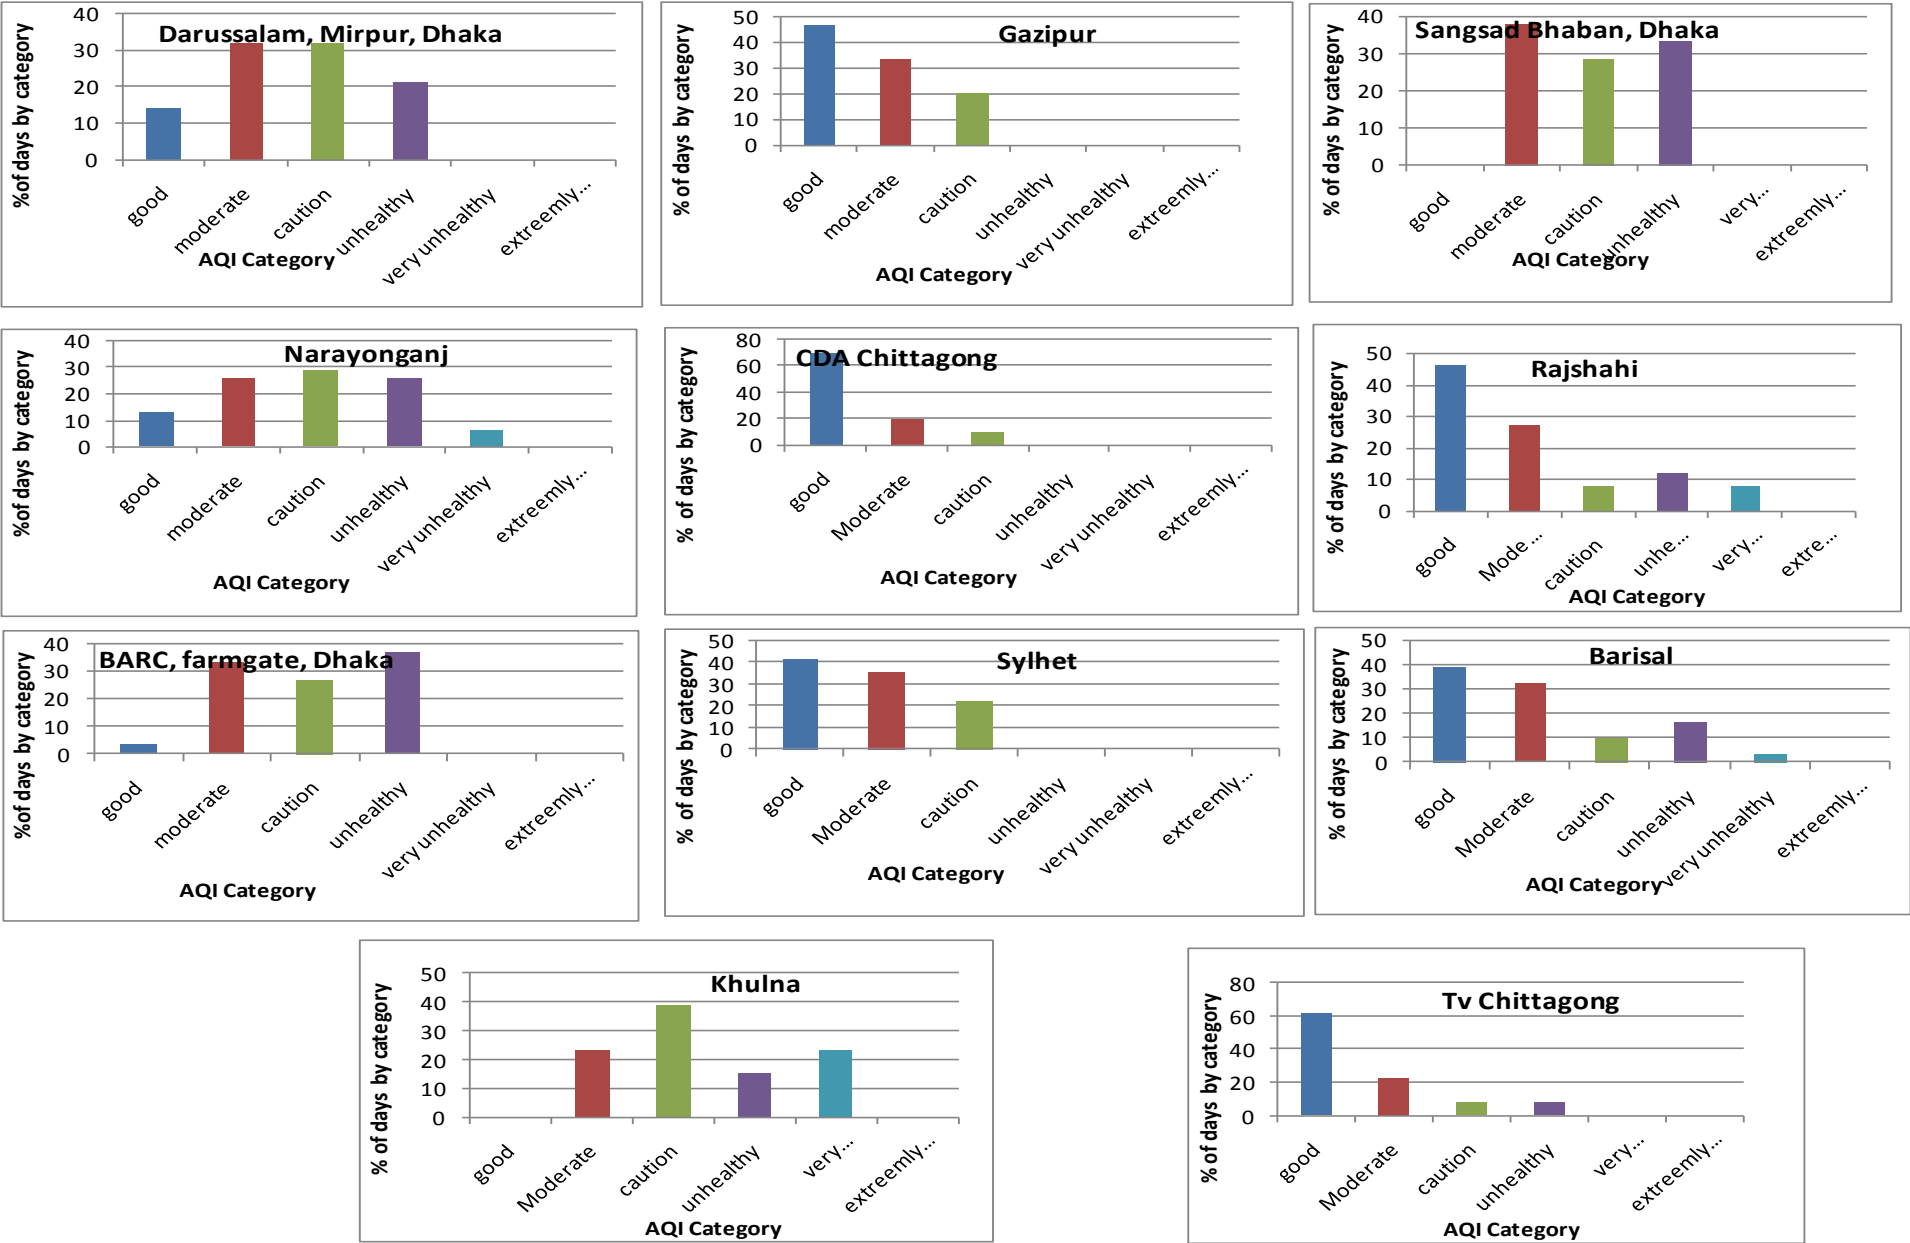 Darussalam, Mirpur, Dhaka
%of days by category
40
30
20
10
0
good
moderate
caution
unhealthy
very unhealthy
extreemly...
AQI Category
Gazipur
% of days by category
50
40
30
20
10
0
good
moderate
caution
unhealthy
very unhealthy
extreemly...
AQI Category
Sangsad Bhaban, Dhaka
% of days by category
40
30
20
10
0
good
moderate
caution
unhealthy
very...
extreemly...
AQI Category
Narayonganj
%of days by category
40
30
20
10
0
good
moderate
caution
unhealthy
very unhealthy
extreemly...
AQI Category
CDA Chittagong
% of days by category
80
60
40
20
0
good
Moderate
caution
unhealthy
very unhealthy
extreemly...
AQI Category
Rajshahi
% of days by category
50
40
30
20
10
0
good
Mode...
caution
unhe...
very...
extre...
AQI Category
BARC, farmgate, Dhaka
%of days by category
40
30
20
10
0
good
moderate
caution
unhealthy
very unhealthy
extreemly...
AQI Category
Sylhet
% of days by category
50
40
30
20
10
0
good
Moderate
caution
unhealthy
very unhealthy
extreemly...
AQI Category
Barisal
% of days by category
50
40
30
20
10
0
good
Moderate
caution
unhealthy
very unhealthy
extreemly...
AQI Category
Khulna
% of days by category
50
40
30
20
10
0
good
Moderate
caution
unhealthy
very...
extreemly...
AQI Category
Tv Chittagong
% of days by category
80
60
40
20
0
good
Moderate
caution
unhealthy
very...
extreemly...
AQI Category